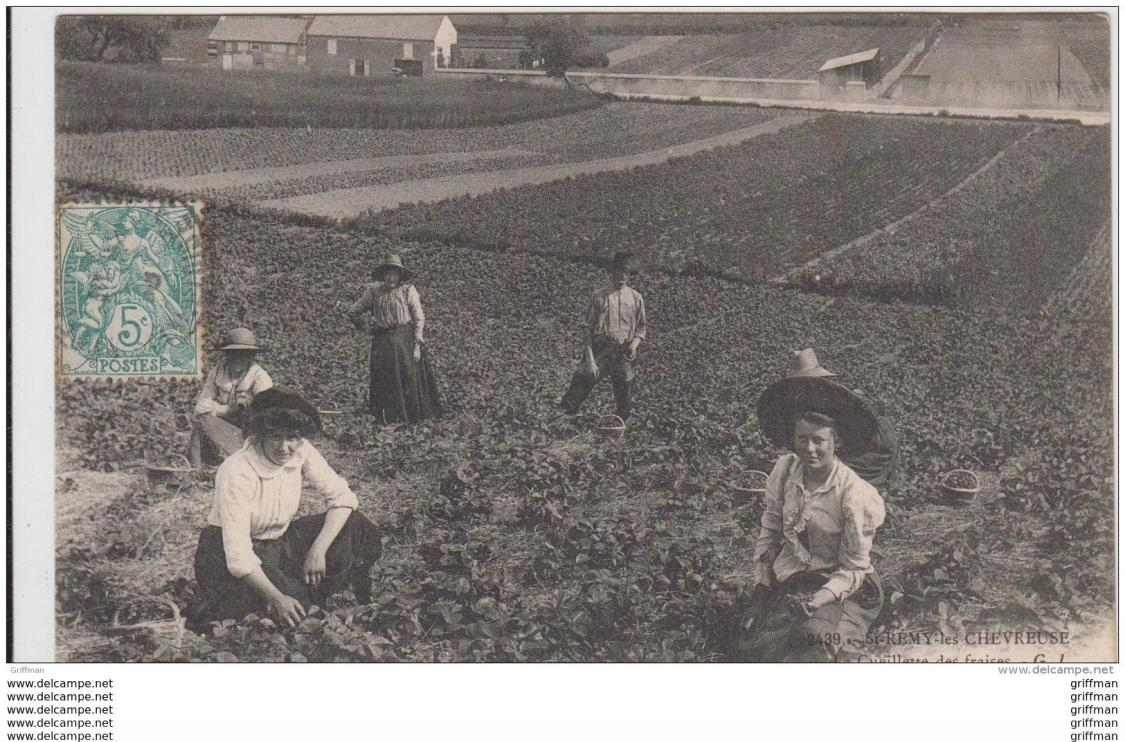 5c
POSTES
2439. - St-RÉMY-les CHEVREUSE
Cueillette des fraises. - G. I.
Griffman
www.delcampe.net
www.delcampe.net
www.delcampe.net
www.delcampe.net
www.delcampe.net
www.delcampe.net
griffman
griffman
griffman
griffman
griffman